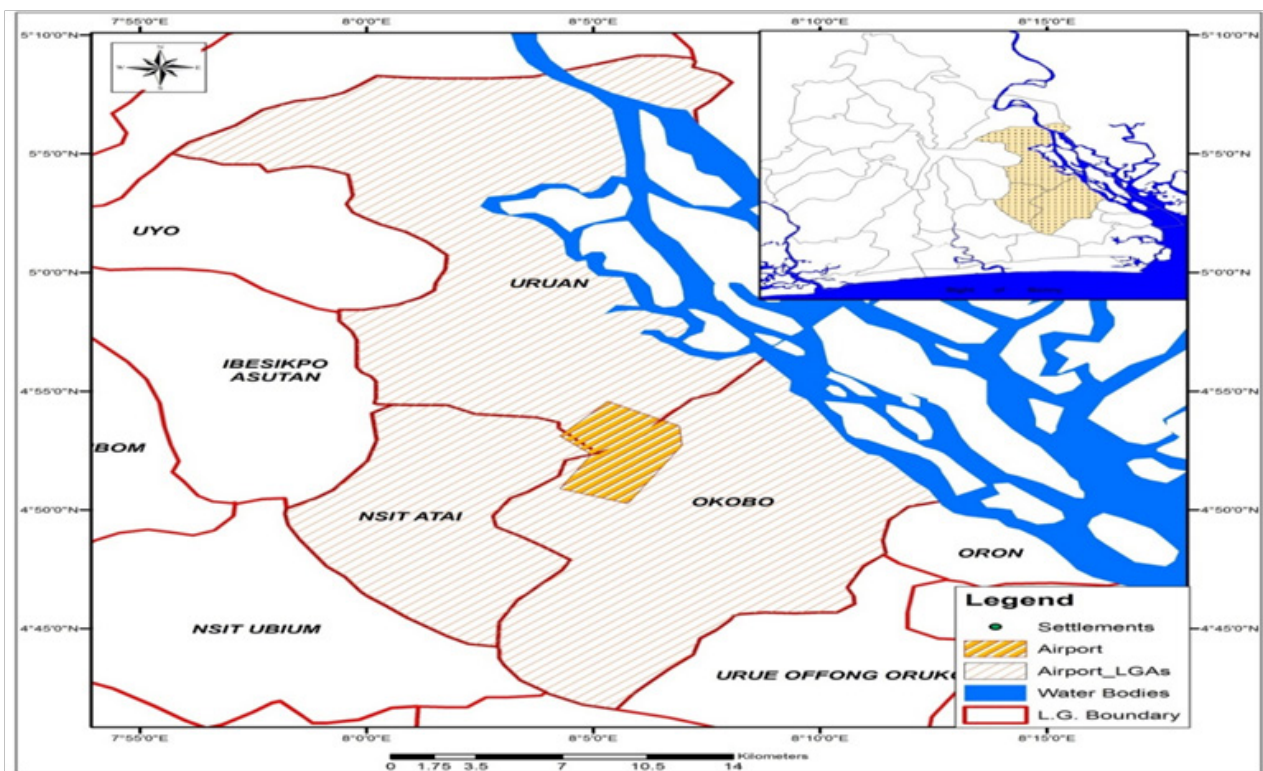 7°55'0"E 8°0'0"E 8°5'0"E 8°10'0"E 8°15'0"E
5°10'0"N 5°10'0"N
N
W E
S
5°5'0"N 5°5'0"N
UYO
5°0'0"N 5°0'0"N
URUAN
IBESIKPO
ASUTAN
4°55'0"N 4°55'0"N
BOM
4°50'0"N 4°50'0"N
NSIT ATAI
OKOBO
ORON
4°45'0"N 4°45'0"N
NSIT UBIUM
URUE OFFONG ORUKO
Legend
Settlements
Airport
Airport_LGAs
Water Bodies
L.G. Boundary
7°55'0"E 8°0'0"E 8°5'0"E 8°10'0"E 8°15'0"E
Kilometers
0 1.75 3.5 7 10.5 14